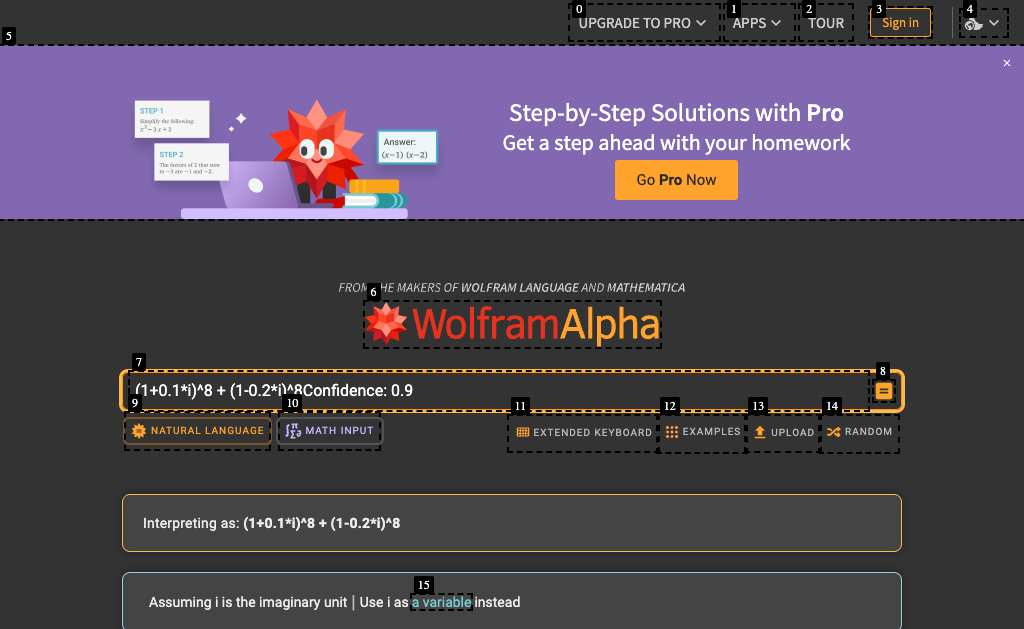 0
UPGRADE TO PRO
1
APPS
2
TOUR
3
Sign in
4
5
×
STEP 1
Simplify the following:
x² − 3 x + 2
STEP 2
The factors of 2 that sum
to −3 are −1 and −2.
Answer:
(x−1) (x−2)
Step-by-Step Solutions with Pro
Get a step ahead with your homework
Go Pro Now
FROM THE MAKERS OF WOLFRAM LANGUAGE AND MATHEMATICA
6
WolframAlpha
7
(1+0.1*i)^8 + (1-0.2*i)^8Confidence: 0.9
8
=
9
NATURAL LANGUAGE
10
MATH INPUT
11
EXTENDED KEYBOARD
12
EXAMPLES
13
UPLOAD
14
RANDOM
Interpreting as: (1+0.1*i)^8 + (1-0.2*i)^8
15
Assuming i is the imaginary unit | Use i as a variable instead